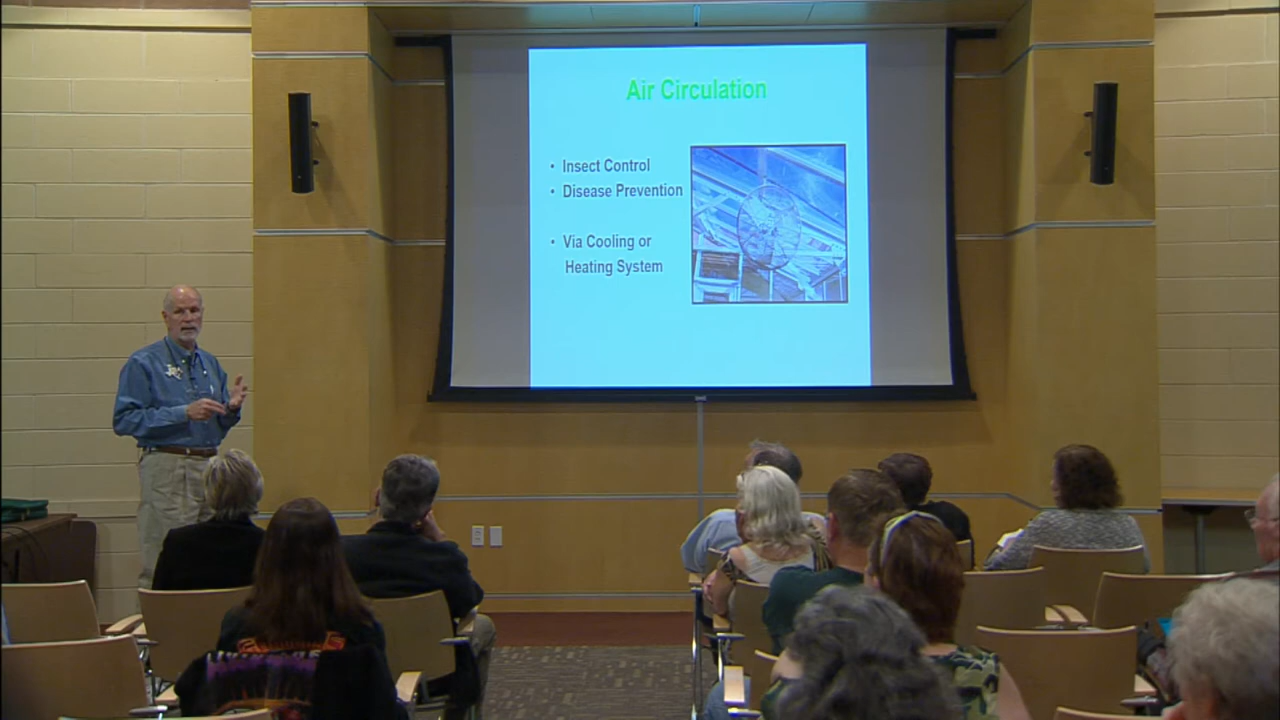 Air Circulation
• Insect Control
• Disease Prevention
• Via Cooling or
Heating System